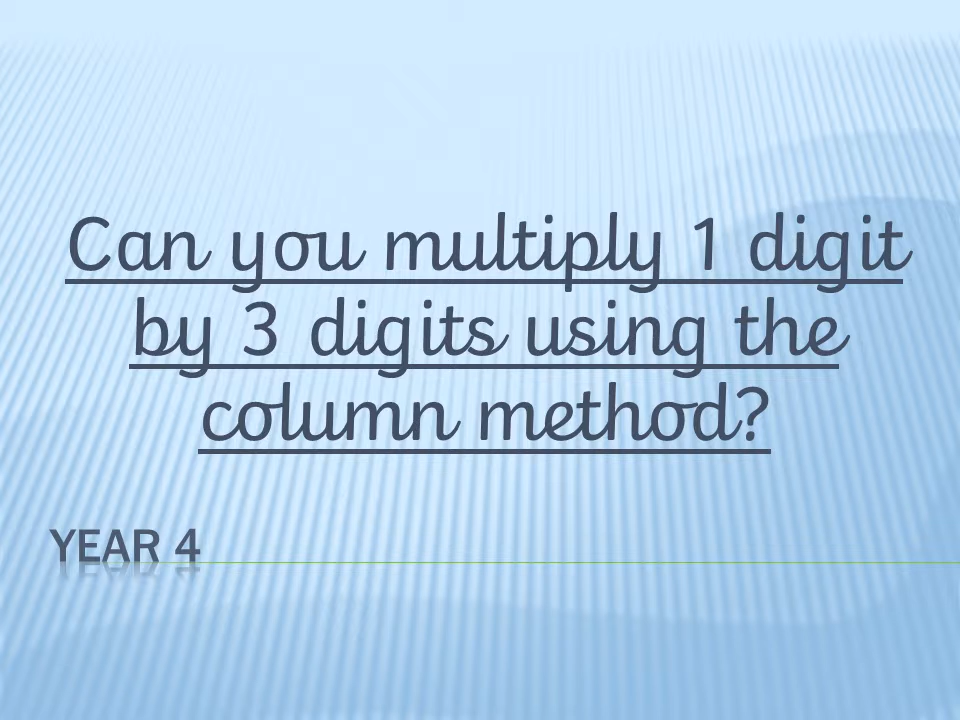 Can you multiply 1 digit
by 3 digits using the
column method?
YEAR 4